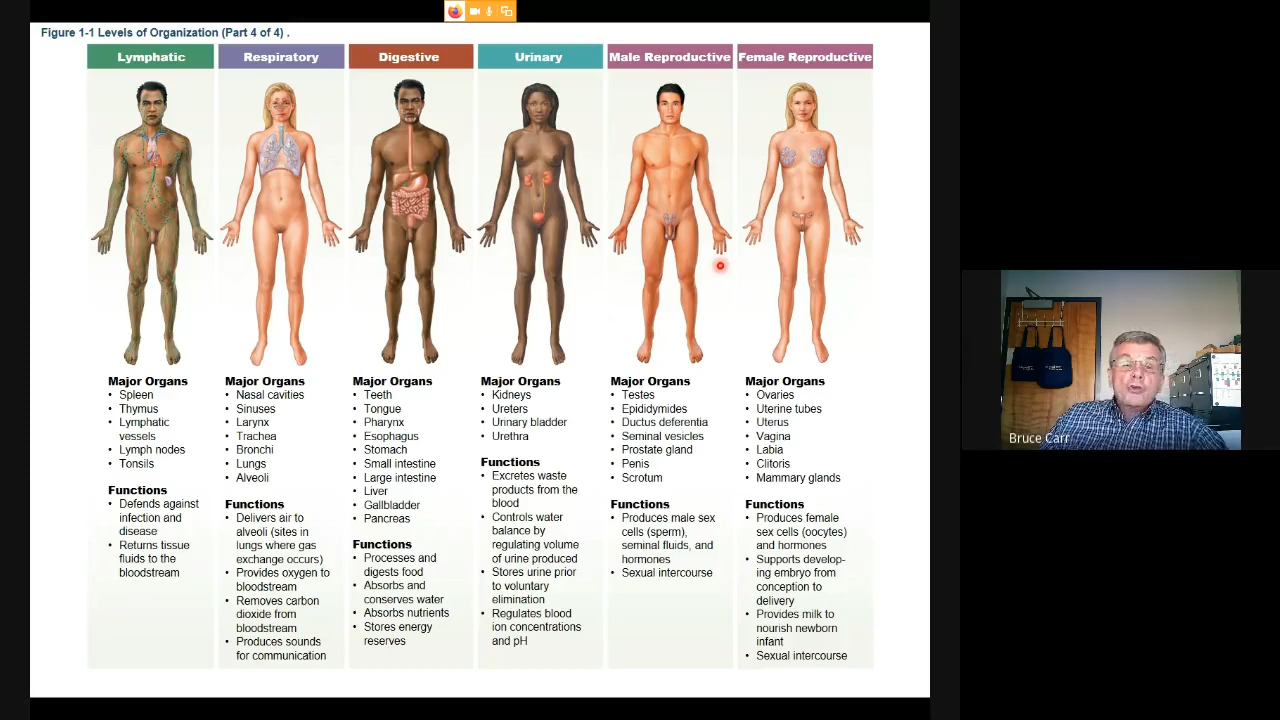 Figure 1-1 Levels of Organization (Part 4 of 4) .
Lymphatic
Major Organs
• Spleen
• Thymus
• Lymphatic
vessels
• Lymph nodes
• Tonsils
Functions
• Defends against
infection and
disease
• Returns tissue
fluids to the
bloodstream
Respiratory
Major Organs
• Nasal cavities
• Sinuses
• Larynx
• Trachea
• Bronchi
• Lungs
• Alveoli
Functions
• Delivers air to
alveoli (sites in
lungs where gas
exchange occurs)
• Provides oxygen to
bloodstream
• Removes carbon
dioxide from
bloodstream
• Produces sounds
for communication
Digestive
Major Organs
• Teeth
• Tongue
• Pharynx
• Esophagus
• Stomach
• Small intestine
• Large intestine
• Liver
• Gallbladder
• Pancreas
Functions
• Processes and
digests food
• Absorbs and
conserves water
• Absorbs nutrients
• Stores energy
reserves
Urinary
Major Organs
• Kidneys
• Ureters
• Urinary bladder
• Urethra
Functions
• Excretes waste
products from the
blood
• Controls water
balance by
regulating volume
of urine produced
• Stores urine prior
to voluntary
elimination
• Regulates blood
ion concentrations
and pH
Male Reproductive
Major Organs
• Testes
• Epididymides
• Ductus deferentia
• Seminal vesicles
• Prostate gland
• Penis
• Scrotum
Functions
• Produces male sex
cells (sperm),
seminal fluids, and
hormones
• Sexual intercourse
Female Reproductive
Major Organs
• Ovaries
• Uterine tubes
• Uterus
• Vagina
• Labia
• Clitoris
• Mammary glands
Functions
• Produces female
sex cells (oocytes)
and hormones
• Supports develop-
ing embryo from
conception to
delivery
• Provides milk to
nourish newborn
infant
• Sexual intercourse
Bruce Carr